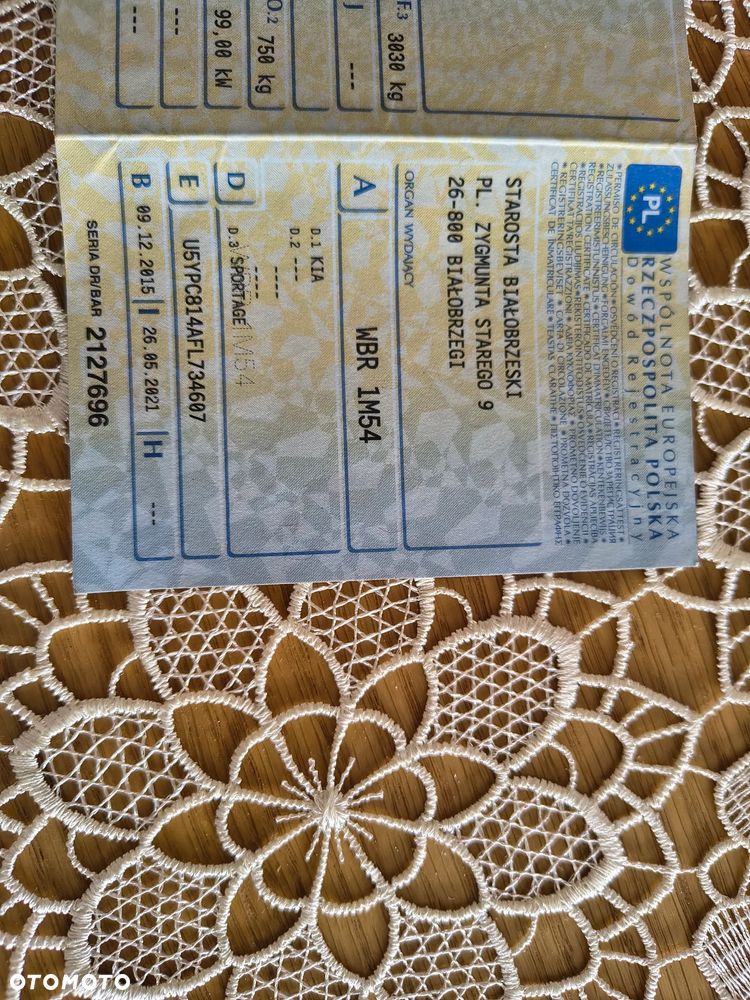 F.3 3030 kg
J ---
O.2 750 kg
99,00 kW
---
---
PL
WSPÓLNOTA EUROPEJSKA
RZECZPOSPOLITA POLSKA
Dowód Rejestracyjny
STAROSTA BIAŁOBRZESKI
PL. ZYGMUNTA STAREGO 9
26-800 BIAŁOBRZEGI
ORGAN WYDAJĄCY
A WBR 1M54
D.1 KIA
D.2 ---
----
----
D D.3 SPORTAGE
1M54
E U5YPC814AFL734607
B 09.12.2015 I 26.05.2021 H ---
SERIA DR/BAR 2127696
OTOMOTO